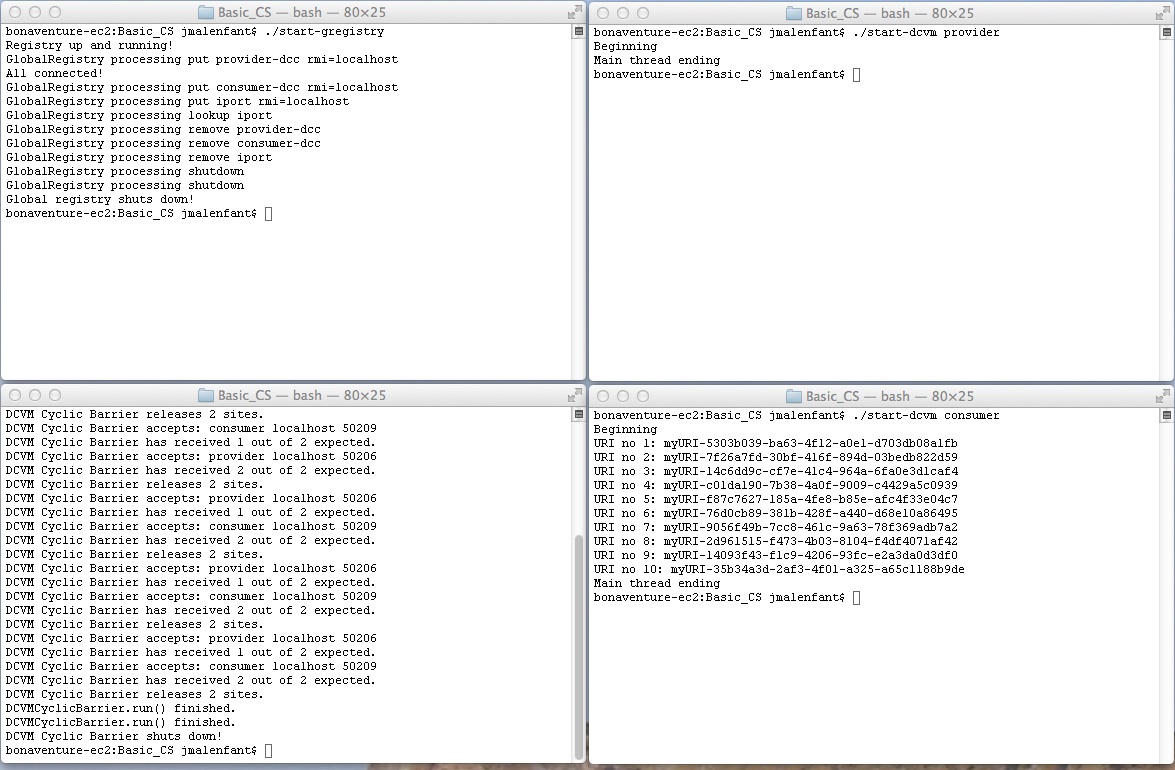 Basic_CS — bash — 80×25
bonaventure-ec2:Basic_CS jmalenfant$ ./start-gregistry
Registry up and running!
GlobalRegistry processing put provider-dcc rmi=localhost
All connected!
GlobalRegistry processing put consumer-dcc rmi=localhost
GlobalRegistry processing put iport rmi=localhost
GlobalRegistry processing lookup iport
GlobalRegistry processing remove provider-dcc
GlobalRegistry processing remove consumer-dcc
GlobalRegistry processing remove iport
GlobalRegistry processing shutdown
GlobalRegistry processing shutdown
Global registry shuts down!
bonaventure-ec2:Basic_CS jmalenfant$
Basic_CS — bash — 80×25
bonaventure-ec2:Basic_CS jmalenfant$ ./start-dcvm provider
Beginning
Main thread ending
bonaventure-ec2:Basic_CS jmalenfant$
Basic_CS — bash — 80×25
DCVM Cyclic Barrier releases 2 sites.
DCVM Cyclic Barrier accepts: consumer localhost 50209
DCVM Cyclic Barrier has received 1 out of 2 expected.
DCVM Cyclic Barrier accepts: provider localhost 50206
DCVM Cyclic Barrier has received 2 out of 2 expected.
DCVM Cyclic Barrier releases 2 sites.
DCVM Cyclic Barrier accepts: provider localhost 50206
DCVM Cyclic Barrier has received 1 out of 2 expected.
DCVM Cyclic Barrier accepts: consumer localhost 50209
DCVM Cyclic Barrier has received 2 out of 2 expected.
DCVM Cyclic Barrier releases 2 sites.
DCVM Cyclic Barrier accepts: provider localhost 50206
DCVM Cyclic Barrier has received 1 out of 2 expected.
DCVM Cyclic Barrier accepts: consumer localhost 50209
DCVM Cyclic Barrier has received 2 out of 2 expected.
DCVM Cyclic Barrier releases 2 sites.
DCVM Cyclic Barrier accepts: provider localhost 50206
DCVM Cyclic Barrier has received 1 out of 2 expected.
DCVM Cyclic Barrier accepts: consumer localhost 50209
DCVM Cyclic Barrier has received 2 out of 2 expected.
DCVM Cyclic Barrier releases 2 sites.
DCVMCyclicBarrier.run() finished.
DCVMCyclicBarrier.run() finished.
DCVM Cyclic Barrier shuts down!
bonaventure-ec2:Basic_CS jmalenfant$
Basic_CS — bash — 80×25
bonaventure-ec2:Basic_CS jmalenfant$ ./start-dcvm consumer
Beginning
URI no 1: myURI-5303b039-ba63-4f12-a0e1-d703db08a1fb
URI no 2: myURI-7f26a7fd-30bf-416f-894d-03bedb822d59
URI no 3: myURI-14c6dd9c-cf7e-41c4-964a-6fa0e3d1caf4
URI no 4: myURI-c01da190-7b38-4a0f-9009-c4429a5c0939
URI no 5: myURI-f87c7627-185a-4fe8-b85e-afc4f33e04c7
URI no 6: myURI-76d0cb89-381b-428f-a440-d68e10a86495
URI no 7: myURI-9056f49b-7cc8-461c-9a63-78f369adb7a2
URI no 8: myURI-2d961515-f473-4b03-8104-f4df4071af42
URI no 9: myURI-14093f43-f1c9-4206-93fc-e2a3da0d3df0
URI no 10: myURI-35b34a3d-2af3-4f01-a325-a65c1188b9de
Main thread ending
bonaventure-ec2:Basic_CS jmalenfant$